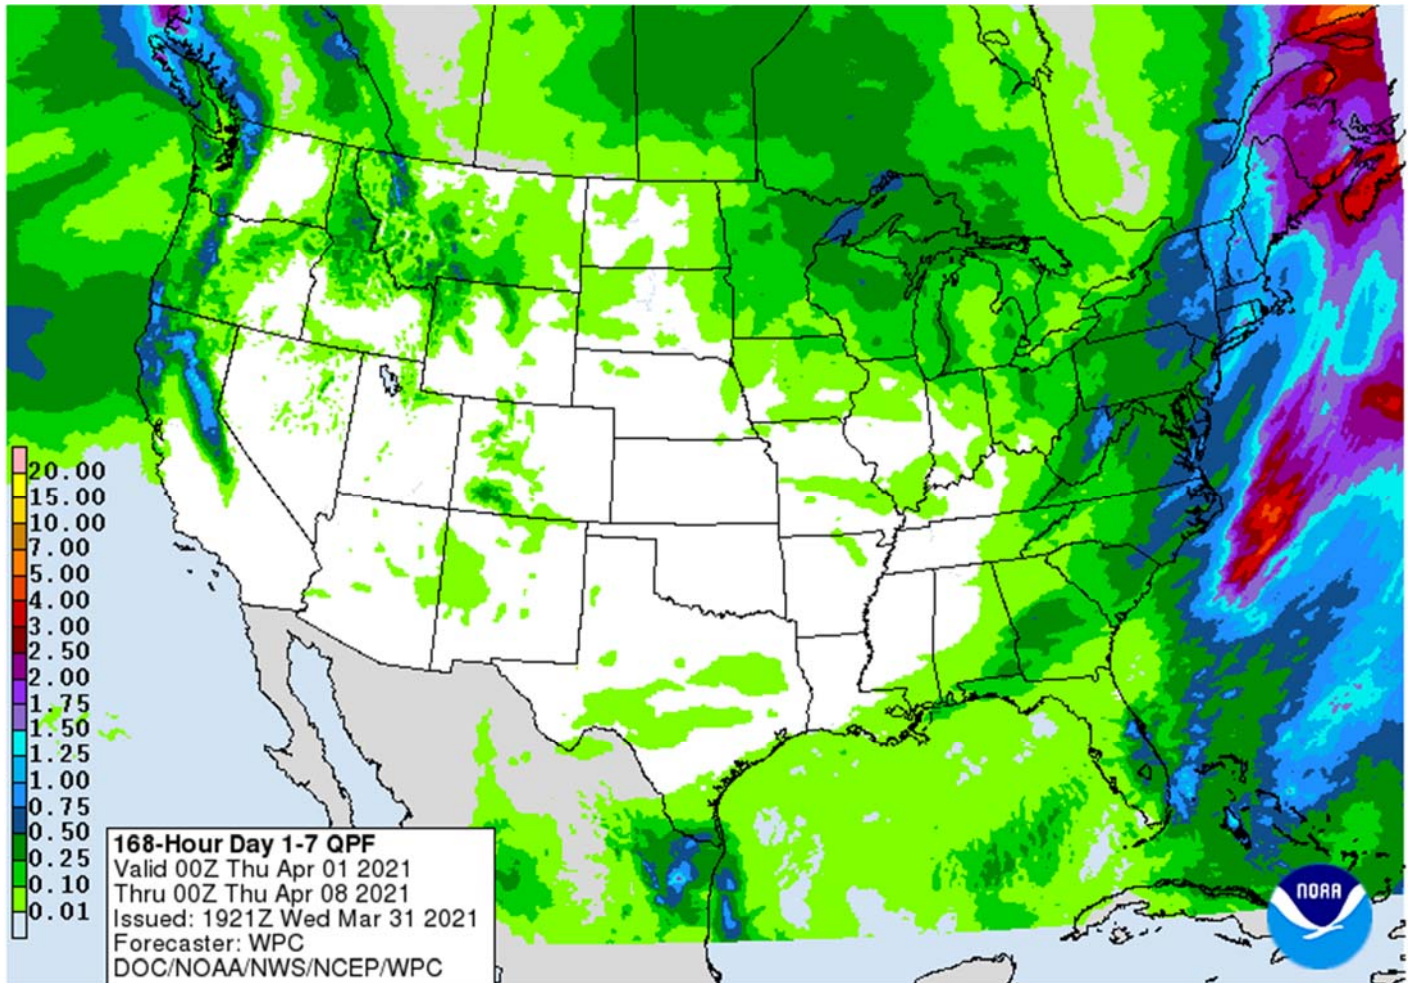 20.00
15.00
10.00
7.00
5.00
4.00
3.00
2.50
2.00
1.75
1.50
1.25
1.00
0.75
0.50
0.25
0.10
0.01
168-Hour Day 1-7 QPF
Valid 00Z Thu Apr 01 2021
Thru 00Z Thu Apr 08 2021
Issued: 1921Z Wed Mar 31 2021
Forecaster: WPC
DOC/NOAA/NWS/NCEP/WPC
NOAA